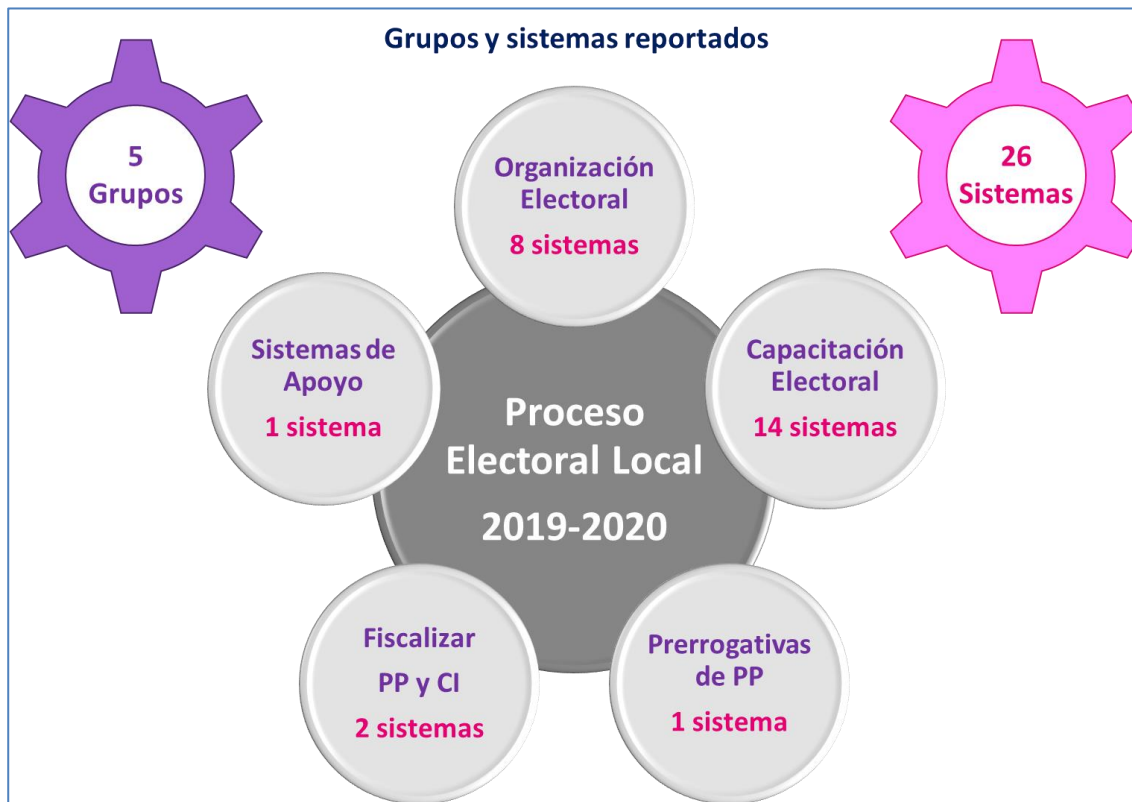 Grupos y sistemas reportados
5
Grupos
26
Sistemas
Organización
Electoral
8 sistemas
Sistemas de
Apoyo
1 sistema
Capacitación
Electoral
14 sistemas
Proceso
Electoral Local
2019-2020
Fiscalizar
PP y CI
2 sistemas
Prerrogativas
de PP
1 sistema